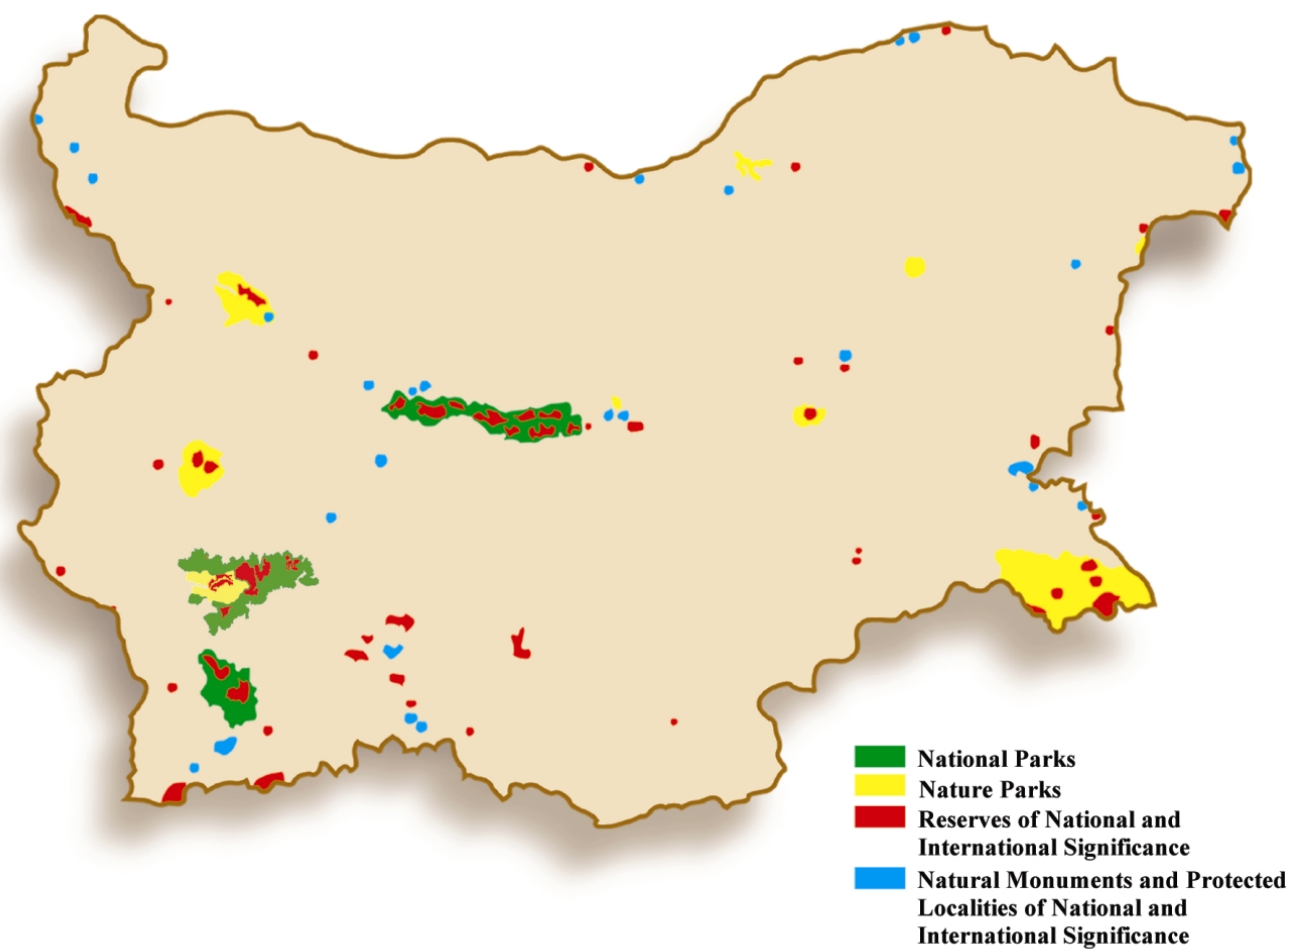 National Parks
Nature Parks
Reserves of National and
International Significance
Natural Monuments and Protected
Localities of National and
International Significance